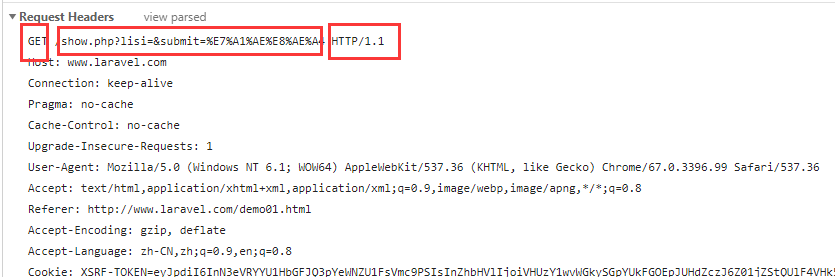 Request Headers view parsed
GET /show.php?lisi=&submit=%E7%A1%AE%E8%AE%A4 HTTP/1.1
Host: www.laravel.com
Connection: keep-alive
Pragma: no-cache
Cache-Control: no-cache
Upgrade-Insecure-Requests: 1
User-Agent: Mozilla/5.0 (Windows NT 6.1; WOW64) AppleWebKit/537.36 (KHTML, like Gecko) Chrome/67.0.3396.99 Safari/537.36
Accept: text/html,application/xhtml+xml,application/xml;q=0.9,image/webp,image/apng,*/*;q=0.8
Referer: http://www.laravel.com/demo01.html
Accept-Encoding: gzip, deflate
Accept-Language: zh-CN,zh;q=0.9,en;q=0.8
Cookie: